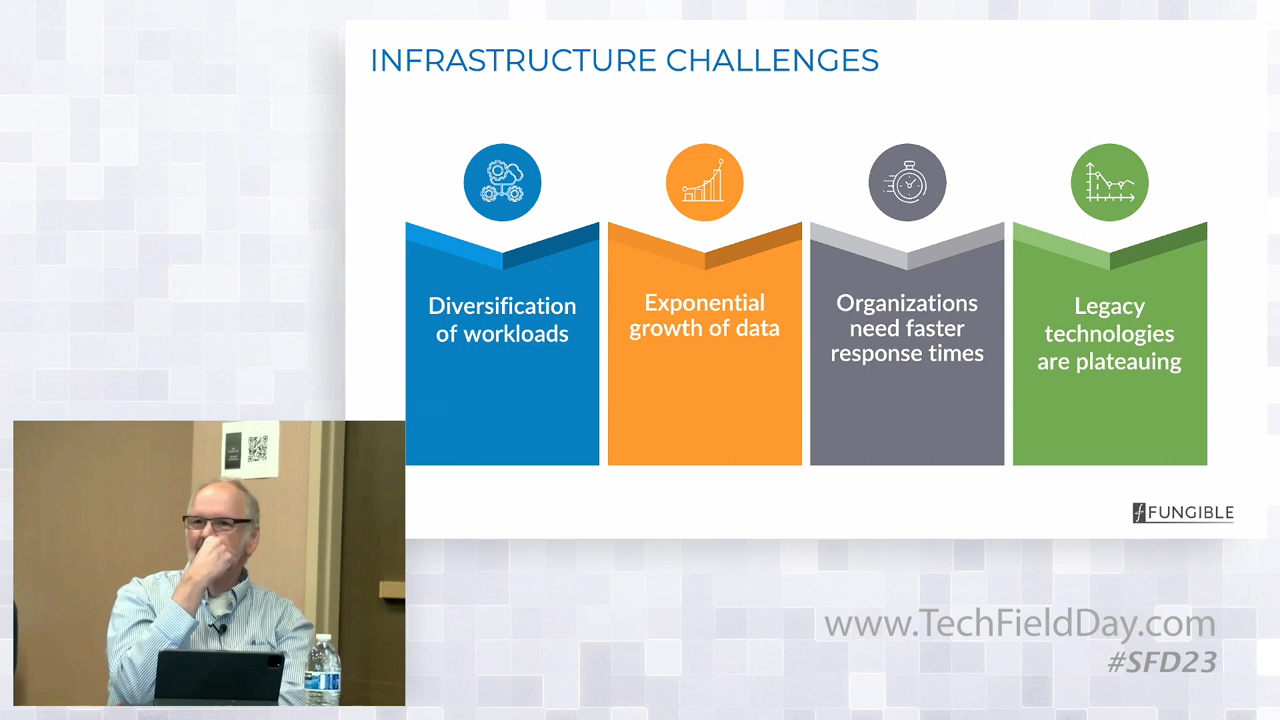 INFRASTRUCTURE CHALLENGES
Diversification
of workloads
Exponential
growth of data
Organizations
need faster
response times
Legacy
technologies
are plateauing
FUNGIBLE
www.TechFieldDay.com
#SFD23